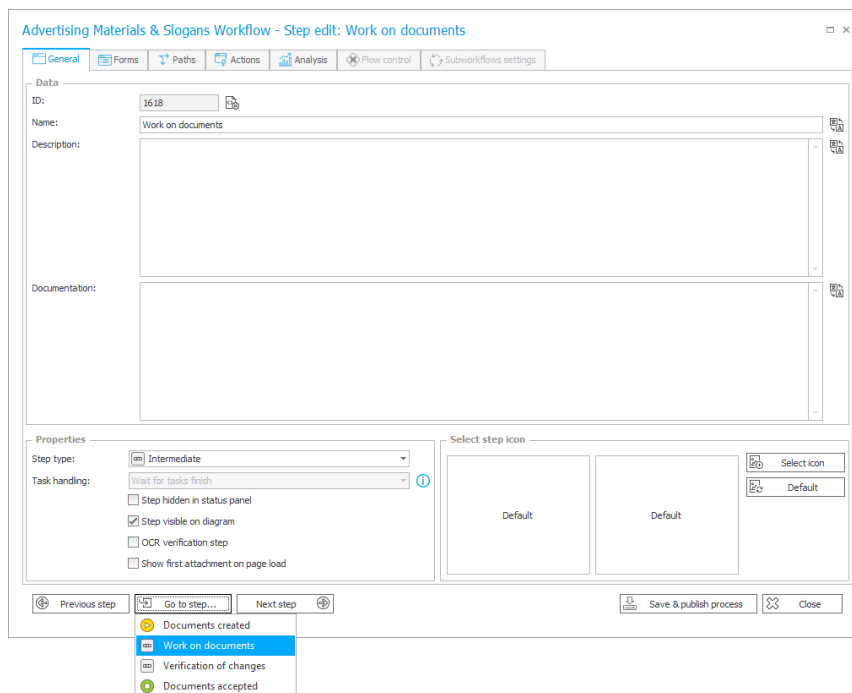 Advertising Materials & Slogans Workflow - Step edit: Work on documents
General Forms Paths Actions Analysis Flow control Subworkflows settings
Data
ID: 1618
Name: Work on documents
Description:
Documentation:
Properties
Step type: Intermediate
Task handling: Wait for tasks finish
Step hidden in status panel
Step visible on diagram
OCR verification step
Show first attachment on page load
Select step icon
Default Default
Select icon
Default
Previous step Go to step... Next step Save & publish process Close
Documents created
Work on documents
Verification of changes
Documents accepted